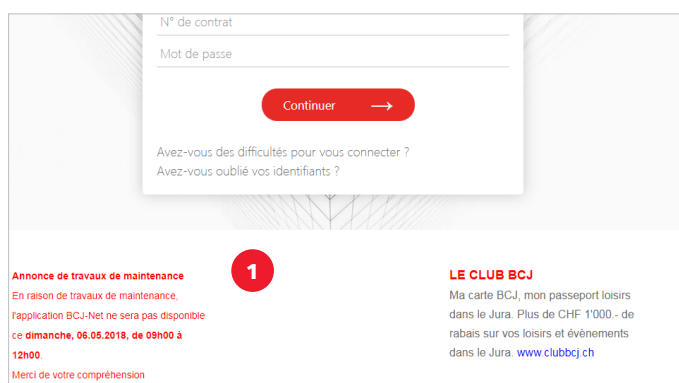 N° de contrat
Mot de passe
Continuer
Avez-vous des difficultés pour vous connecter ?
Avez-vous oublié vos identifiants ?
1
Annonce de travaux de maintenance
En raison de travaux de maintenance,
l'application BCJ-Net ne sera pas disponible
ce dimanche, 06.05.2018, de 09h00 à
12h00.
Merci de votre compréhension
LE CLUB BCJ
Ma carte BCJ, mon passeport loisirs
dans le Jura. Plus de CHF 1'000.- de
rabais sur vos loisirs et évènements
dans le Jura. www.clubbcj.ch